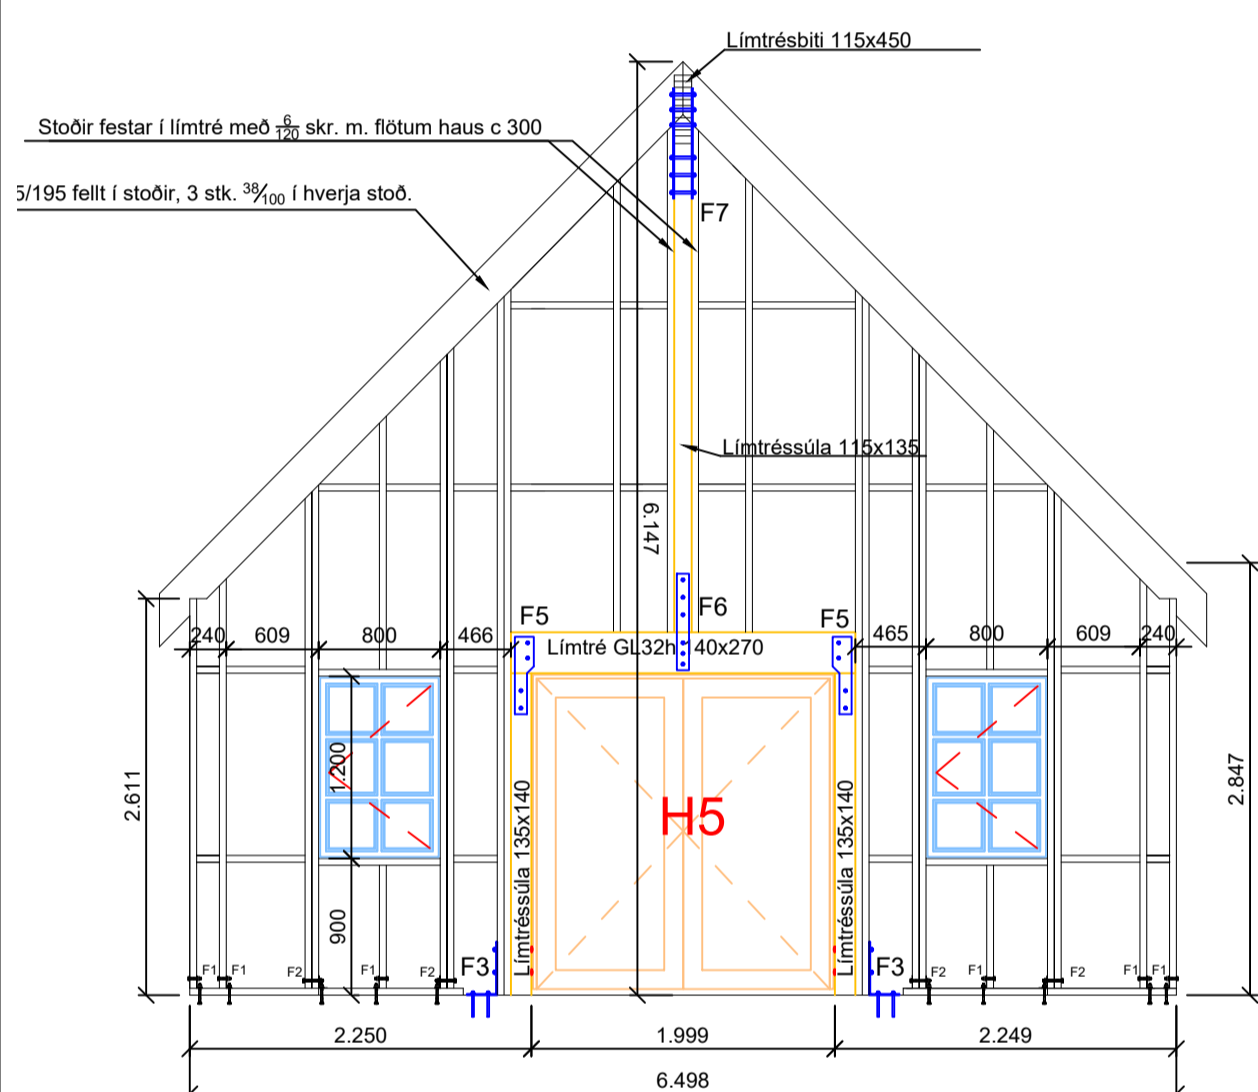 Límtrésbiti 115x450
Stoðir festar í límtré með 6/120 skr. m. flötum haus c 300
5/195 fellt í stoðir, 3 stk. 38/100 í hverja stoð.
F7
Límtréssúla 115x135
6.147
F6
F5
F5
240
609
800
466
Límtré GL32h 140x270
465
800
609
240
2.611
1.200
900
H5
Límtréssúla 135x140
Límtréssúla 135x140
2.847
F3
F3
F1
F1
F2
F1
F2
F2
F1
F2
F1
F1
2.250
1.999
2.249
6.498